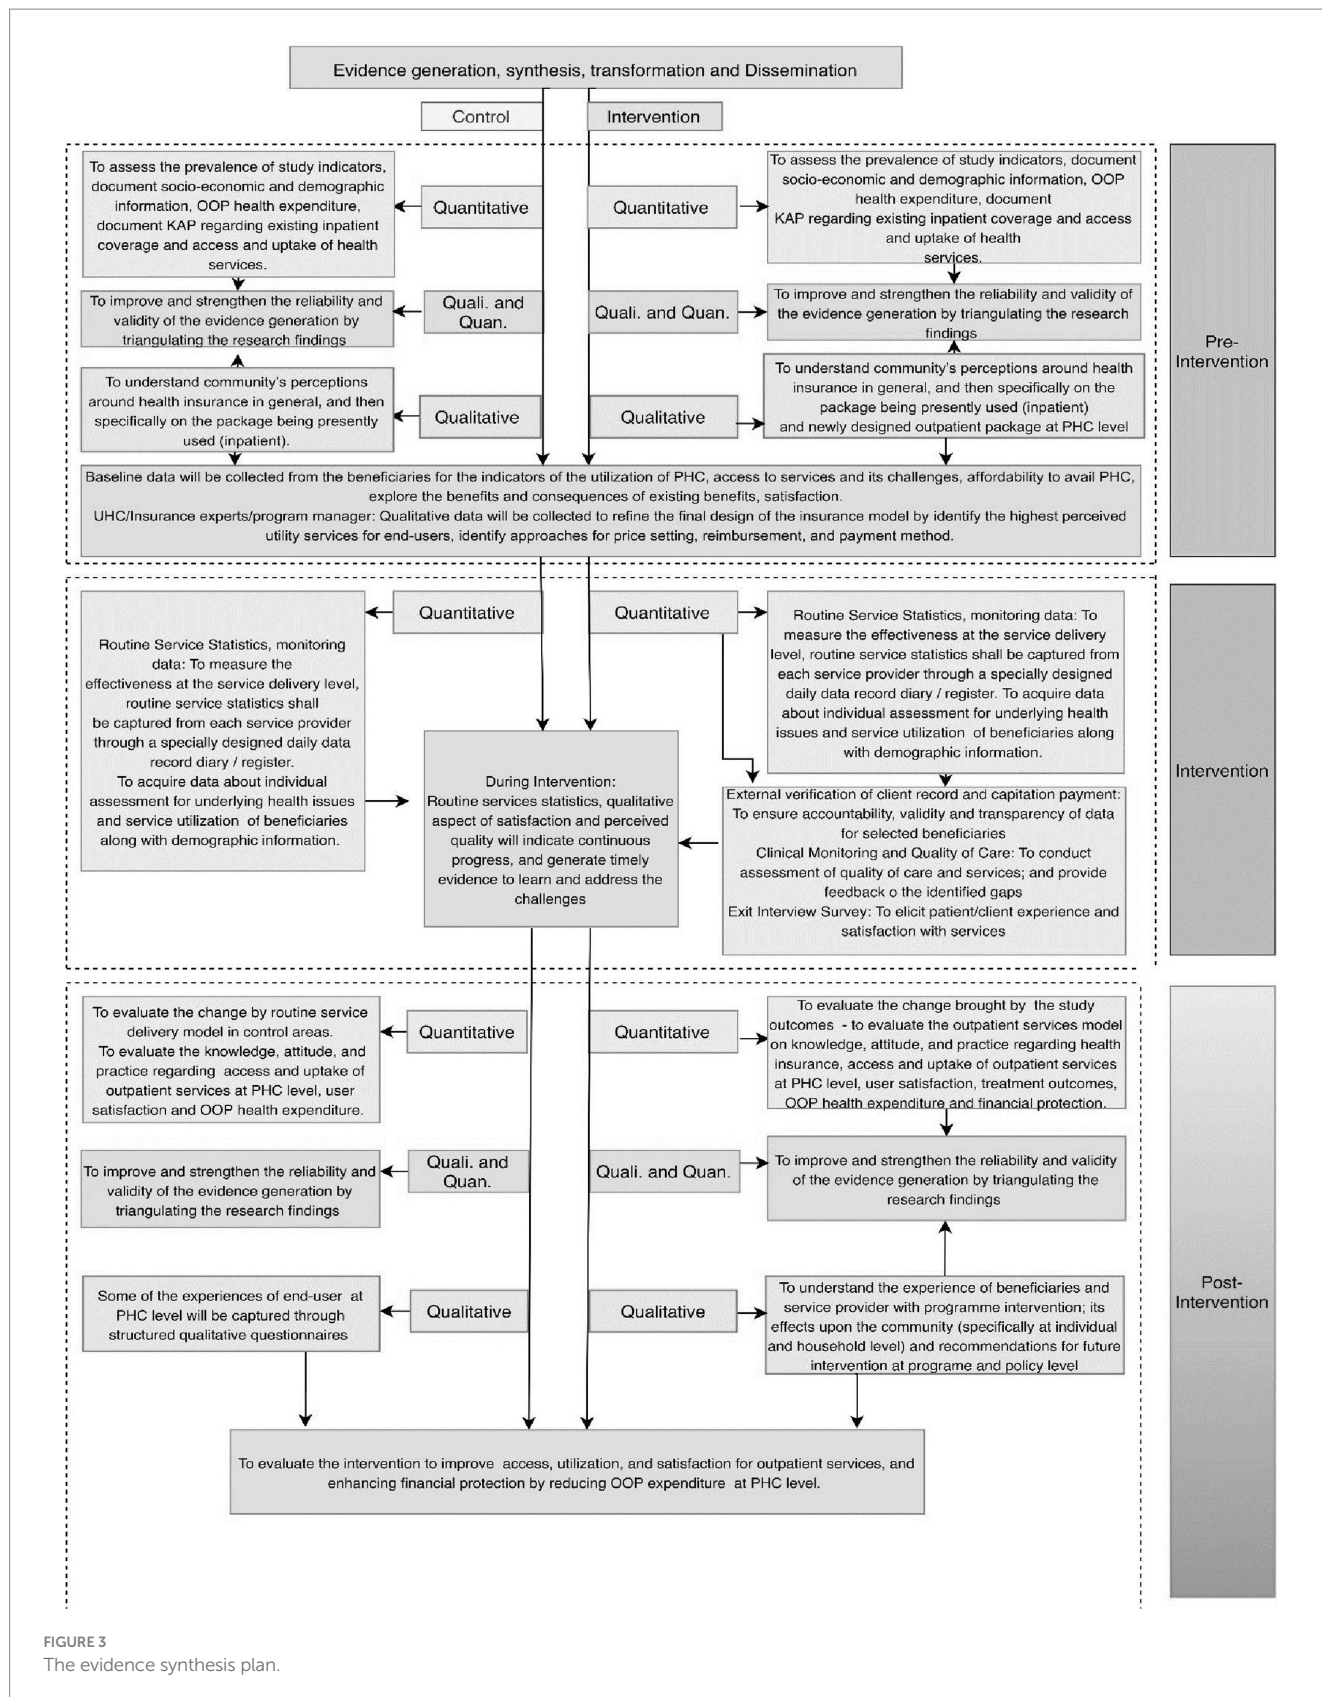 Evidence generation, synthesis, transformation and Dissemination
Control
Intervention
To assess the prevalence of study indicators,
document socio-economic and demographic
information, OOP health expenditure,
document KAP regarding existing inpatient
coverage and access and uptake of health
services.
Quantitative
Quantitative
To assess the prevalence of study indicators, document
socio-economic and demographic information, OOP
health expenditure, document
KAP regarding existing inpatient coverage and access
and uptake of health
services.
To improve and strengthen the reliability and
validity of the evidence generation by
triangulating the research findings
Quali. and
Quan.
Quali. and Quan.
To improve and strengthen the reliability and validity of
the evidence generation by triangulating the research
findings
To understand community's perceptions
around health insurance in general, and then
specifically on the package being presently
used (inpatient).
Qualitative
Qualitative
To understand community's perceptions around health
insurance in general, and then specifically on the
package being presently used (inpatient)
and newly designed outpatient package at PHC level
Baseline data will be collected from the beneficiaries for the indicators of the utilization of PHC, access to services and its challenges, affordability to avail PHC,
explore the benefits and consequences of existing benefits, satisfaction.
UHC/Insurance experts/program manager: Qualitative data will be collected to refine the final design of the insurance model by identify the highest perceived
utility services for end-users, identify approaches for price setting, reimbursement, and payment method.
Pre-
Intervention
Quantitative
Quantitative
Routine Service Statistics, monitoring
data: To measure the
effectiveness at the service delivery level,
routine service statistics shall
be captured from each service provider
through a specially designed daily data
record diary / register.
To acquire data about individual
assessment for underlying health issues
and service utilization of beneficiaries
along with demographic information.
Routine Service Statistics, monitoring data: To
measure the effectiveness at the service delivery
level, routine service statistics shall be captured from
each service provider through a specially designed
daily data record diary / register. To acquire data
about individual assessment for underlying health
issues and service utilization of beneficiaries along
with demographic information.
During Intervention:
Routine services statistics, qualitative
aspect of satisfaction and perceived
quality will indicate continuous
progress, and generate timely
evidence to learn and address the
challenges
External verification of client record and capitation payment:
To ensure accountability, validity and transparency of data
for selected beneficiaries
Clinical Monitoring and Quality of Care: To conduct
assessment of quality of care and services; and provide
feedback o the identified gaps
Exit Interview Survey: To elicit patient/client experience and
satisfaction with services
Intervention
To evaluate the change by routine service
delivery model in control areas.
To evaluate the knowledge, attitude, and
practice regarding access and uptake of
outpatient services at PHC level, user
satisfaction and OOP health expenditure.
Quantitative
Quantitative
To evaluate the change brought by the study
outcomes - to evaluate the outpatient services model
on knowledge, attitude, and practice regarding health
insurance, access and uptake of outpatient services
at PHC level, user satisfaction, treatment outcomes,
OOP health expenditure and financial protection.
To improve and strengthen the reliability and
validity of the evidence generation by
triangulating the research findings
Quali. and
Quan.
Quali. and Quan.
To improve and strengthen the reliability and validity
of the evidence generation by triangulating the
research findings
Some of the experiences of end-user at
PHC level will be captured through
structured qualitative questionnaires
Qualitative
Qualitative
To understand the experience of beneficiaries and
service provider with programme intervention; its
effects upon the community (specifically at individual
and household level) and recommendations for future
intervention at programe and policy level
Post-
Intervention
To evaluate the intervention to improve access, utilization, and satisfaction for outpatient services, and
enhancing financial protection by reducing OOP expenditure at PHC level.
FIGURE 3
The evidence synthesis plan.